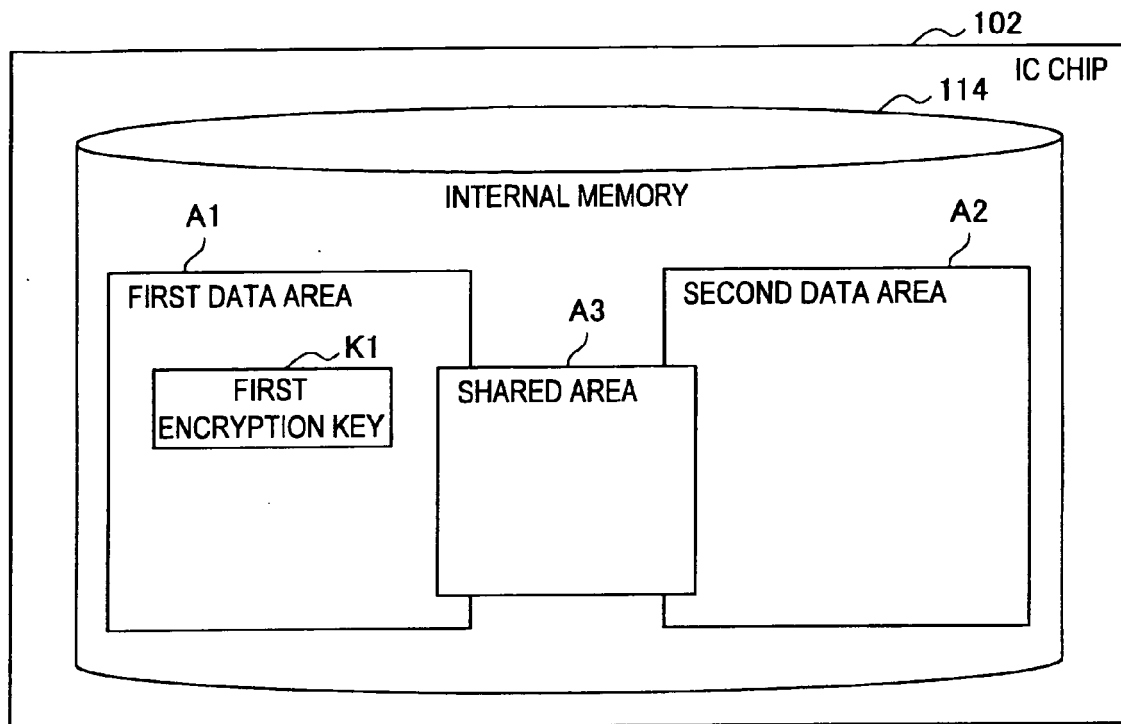 102
IC CHIP
114
INTERNAL MEMORY
A1
A2
FIRST DATA AREA
SECOND DATA AREA
A3
K1
FIRST
ENCRYPTION KEY
SHARED AREA